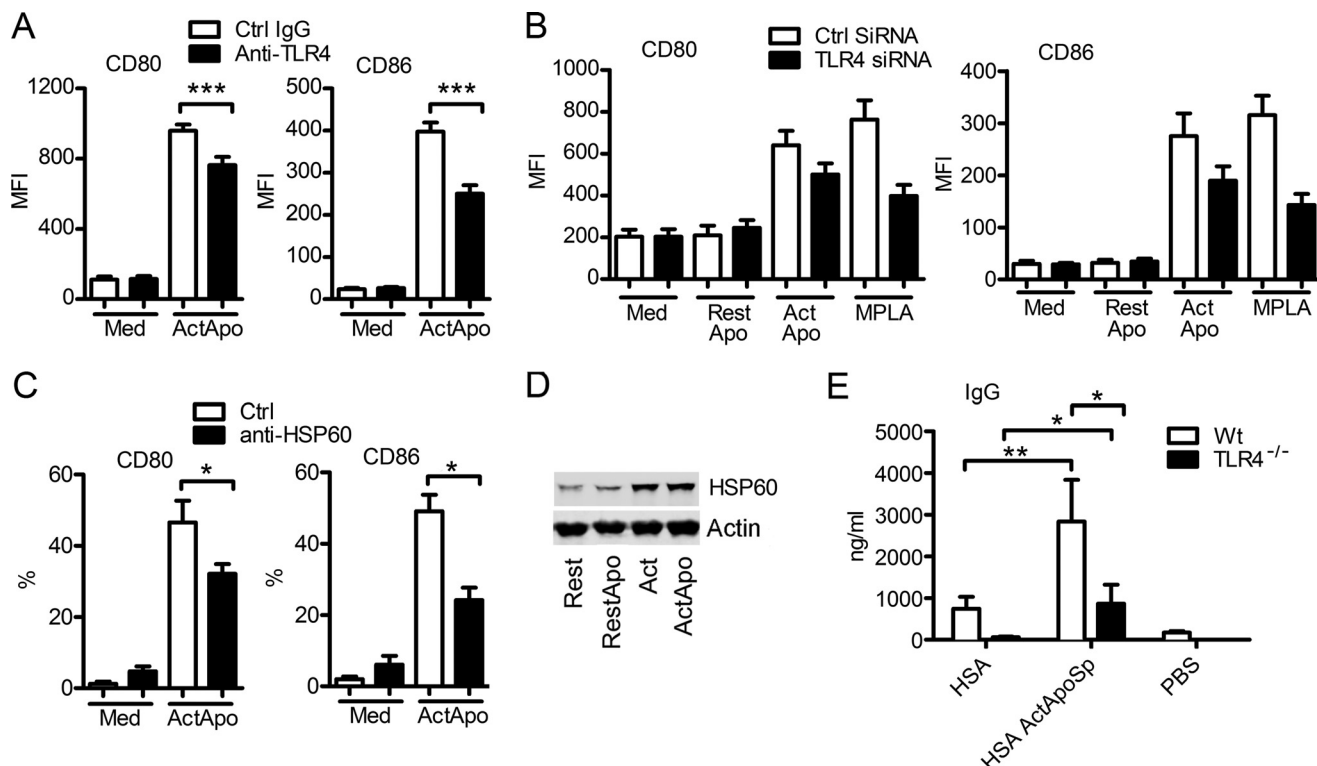 A
Ctrl IgG
Anti-TLR4
CD80
CD86
***
***
MFI
1200
900
600
300
0
Med
ActApo
MFI
500
400
300
200
100
0
Med
ActApo
B
Ctrl SiRNA
TLR4 siRNA
CD80
CD86
MFI
1000
800
600
400
200
0
Med
Rest
Apo
Act
Apo
MPLA
MFI
400
300
200
100
0
Med
Rest
Apo
Act
Apo
MPLA
C
Ctrl
anti-HSP60
CD80
CD86
*
*
%
60
40
20
0
Med
ActApo
%
60
40
20
0
Med
ActApo
D
HSP60
Actin
Rest
RestApo
Act
ActApo
E
IgG
*
*
**
Wt
TLR4-/-
ng/ml
5000
4000
3000
2000
1000
0
HSA
HSA ActApoSp
PBS